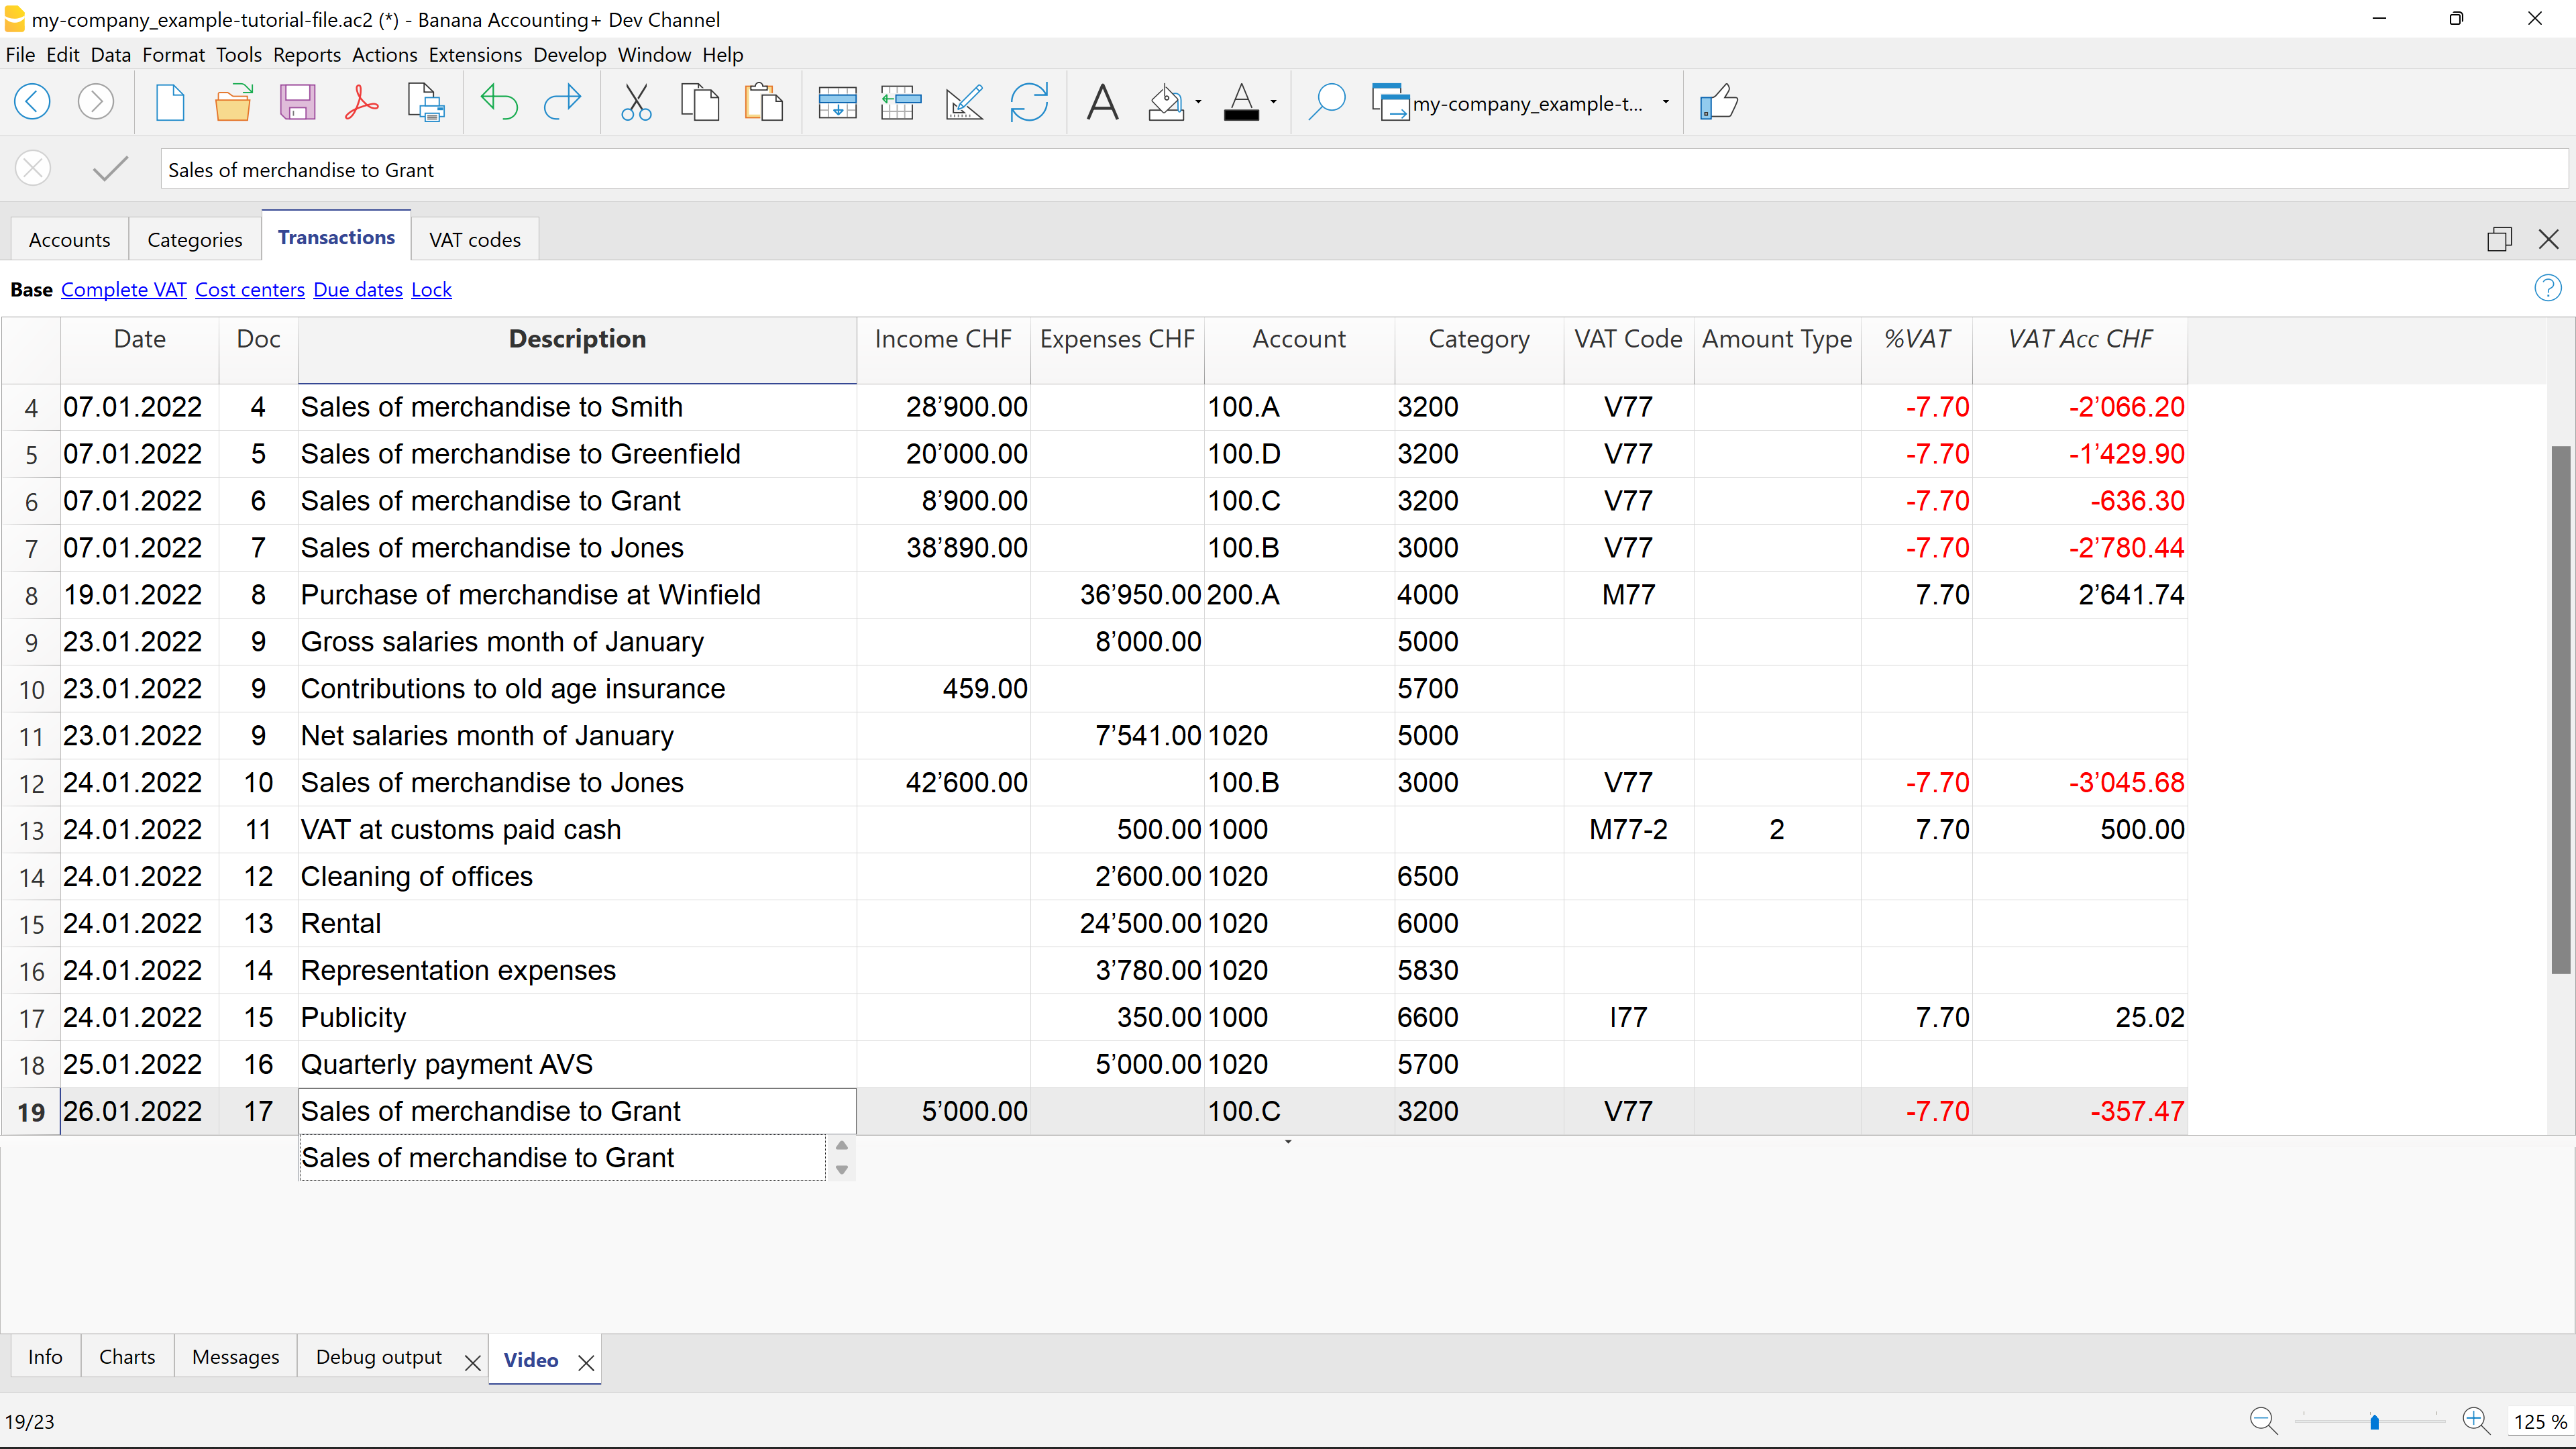 my-company_example-tutorial-file.ac2 (*) - Banana Accounting+ Dev Channel
File Edit Data Format Tools Reports Actions Extensions Develop Window Help
my-company_example-t...
Sales of merchandise to Grant
Accounts Categories Transactions VAT codes
Base Complete VAT Cost centers Due dates Lock
Date Doc Description Income CHF Expenses CHF Account Category VAT Code Amount Type %VAT VAT Acc CHF
4 07.01.2022 4 Sales of merchandise to Smith 28’900.00 100.A 3200 V77 -7.70 -2’066.20
5 07.01.2022 5 Sales of merchandise to Greenfield 20’000.00 100.D 3200 V77 -7.70 -1’429.90
6 07.01.2022 6 Sales of merchandise to Grant 8’900.00 100.C 3200 V77 -7.70 -636.30
7 07.01.2022 7 Sales of merchandise to Jones 38’890.00 100.B 3000 V77 -7.70 -2’780.44
8 19.01.2022 8 Purchase of merchandise at Winfield 36’950.00 200.A 4000 M77 7.70 2’641.74
9 23.01.2022 9 Gross salaries month of January 8’000.00 5000
10 23.01.2022 9 Contributions to old age insurance 459.00 5700
11 23.01.2022 9 Net salaries month of January 7’541.00 1020 5000
12 24.01.2022 10 Sales of merchandise to Jones 42’600.00 100.B 3000 V77 -7.70 -3’045.68
13 24.01.2022 11 VAT at customs paid cash 500.00 1000 M77-2 2 7.70 500.00
14 24.01.2022 12 Cleaning of offices 2’600.00 1020 6500
15 24.01.2022 13 Rental 24’500.00 1020 6000
16 24.01.2022 14 Representation expenses 3’780.00 1020 5830
17 24.01.2022 15 Publicity 350.00 1000 6600 I77 7.70 25.02
18 25.01.2022 16 Quarterly payment AVS 5’000.00 1020 5700
19 26.01.2022 17 Sales of merchandise to Grant 5’000.00 100.C 3200 V77 -7.70 -357.47
Sales of merchandise to Grant
Info Charts Messages Debug output Video
19/23 125 %